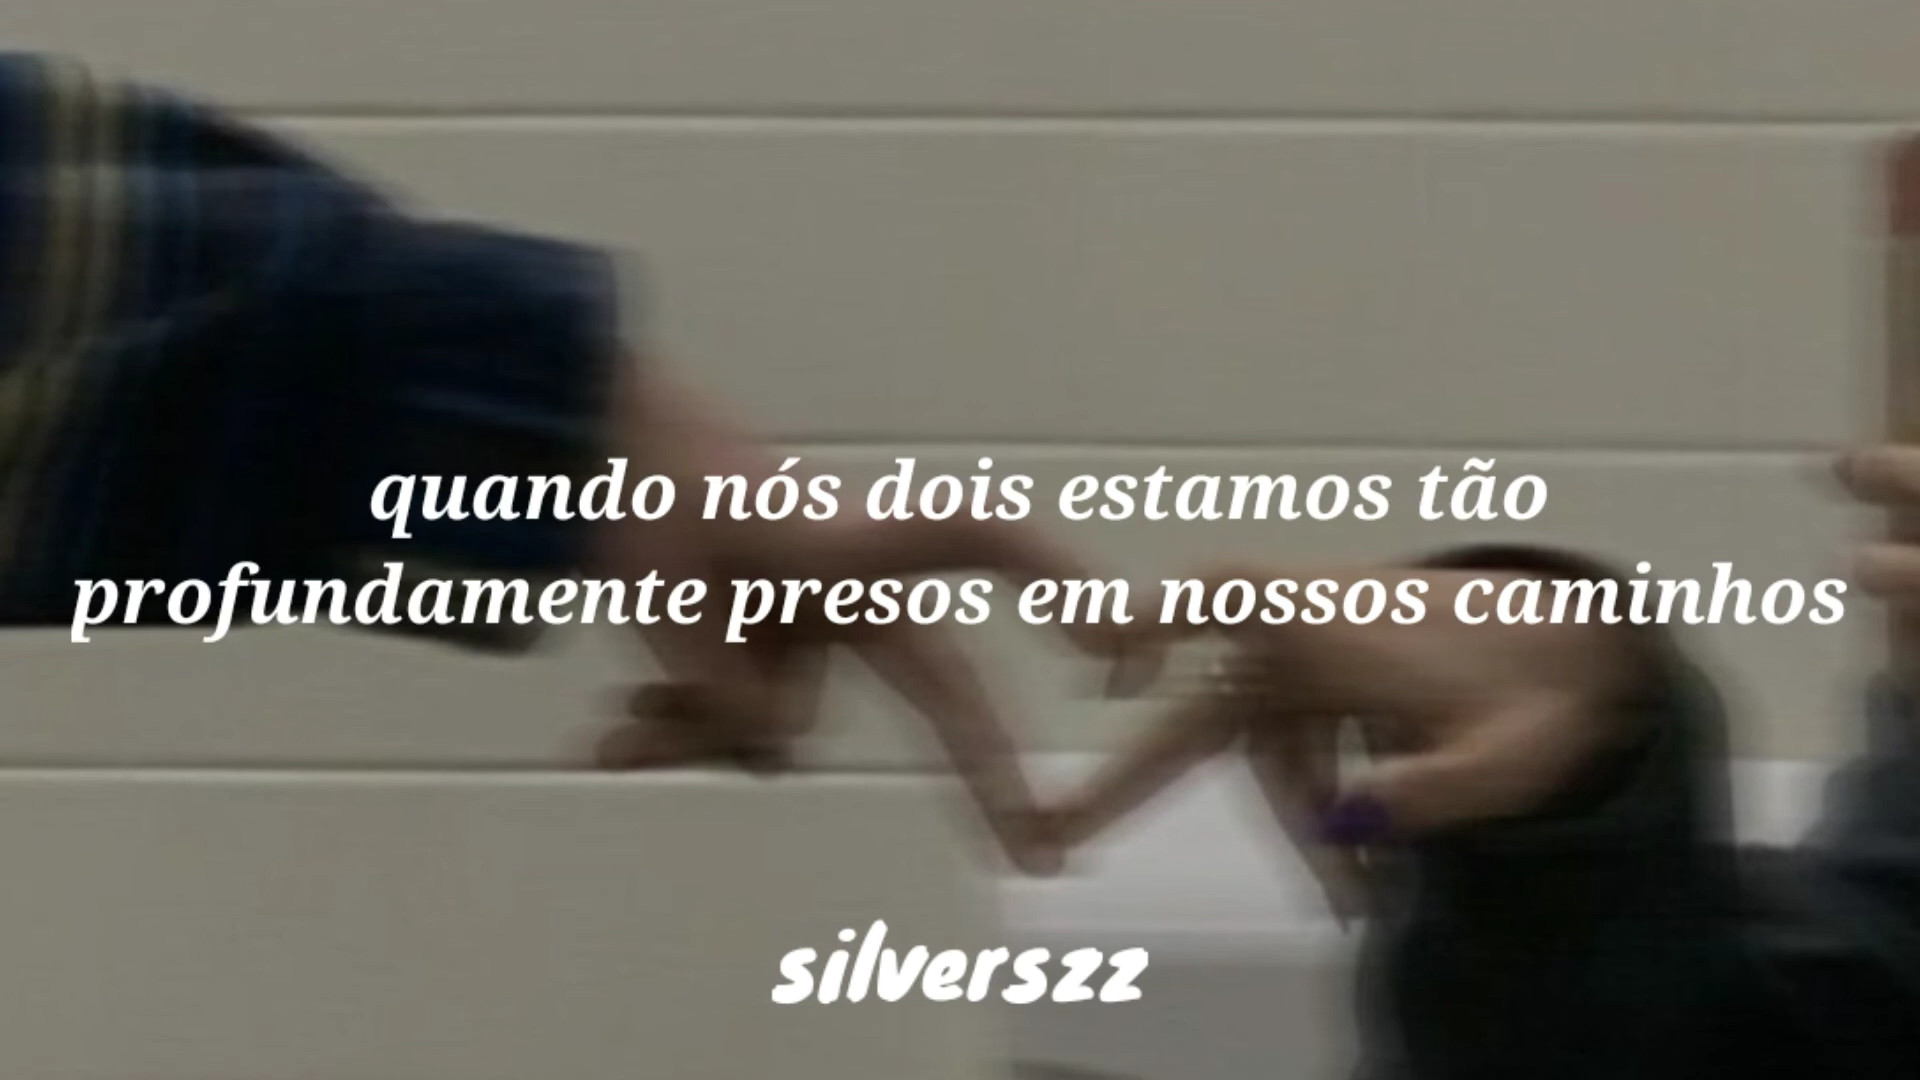 quando nós dois estamos tão
profundamente presos em nossos caminhos
silverszz